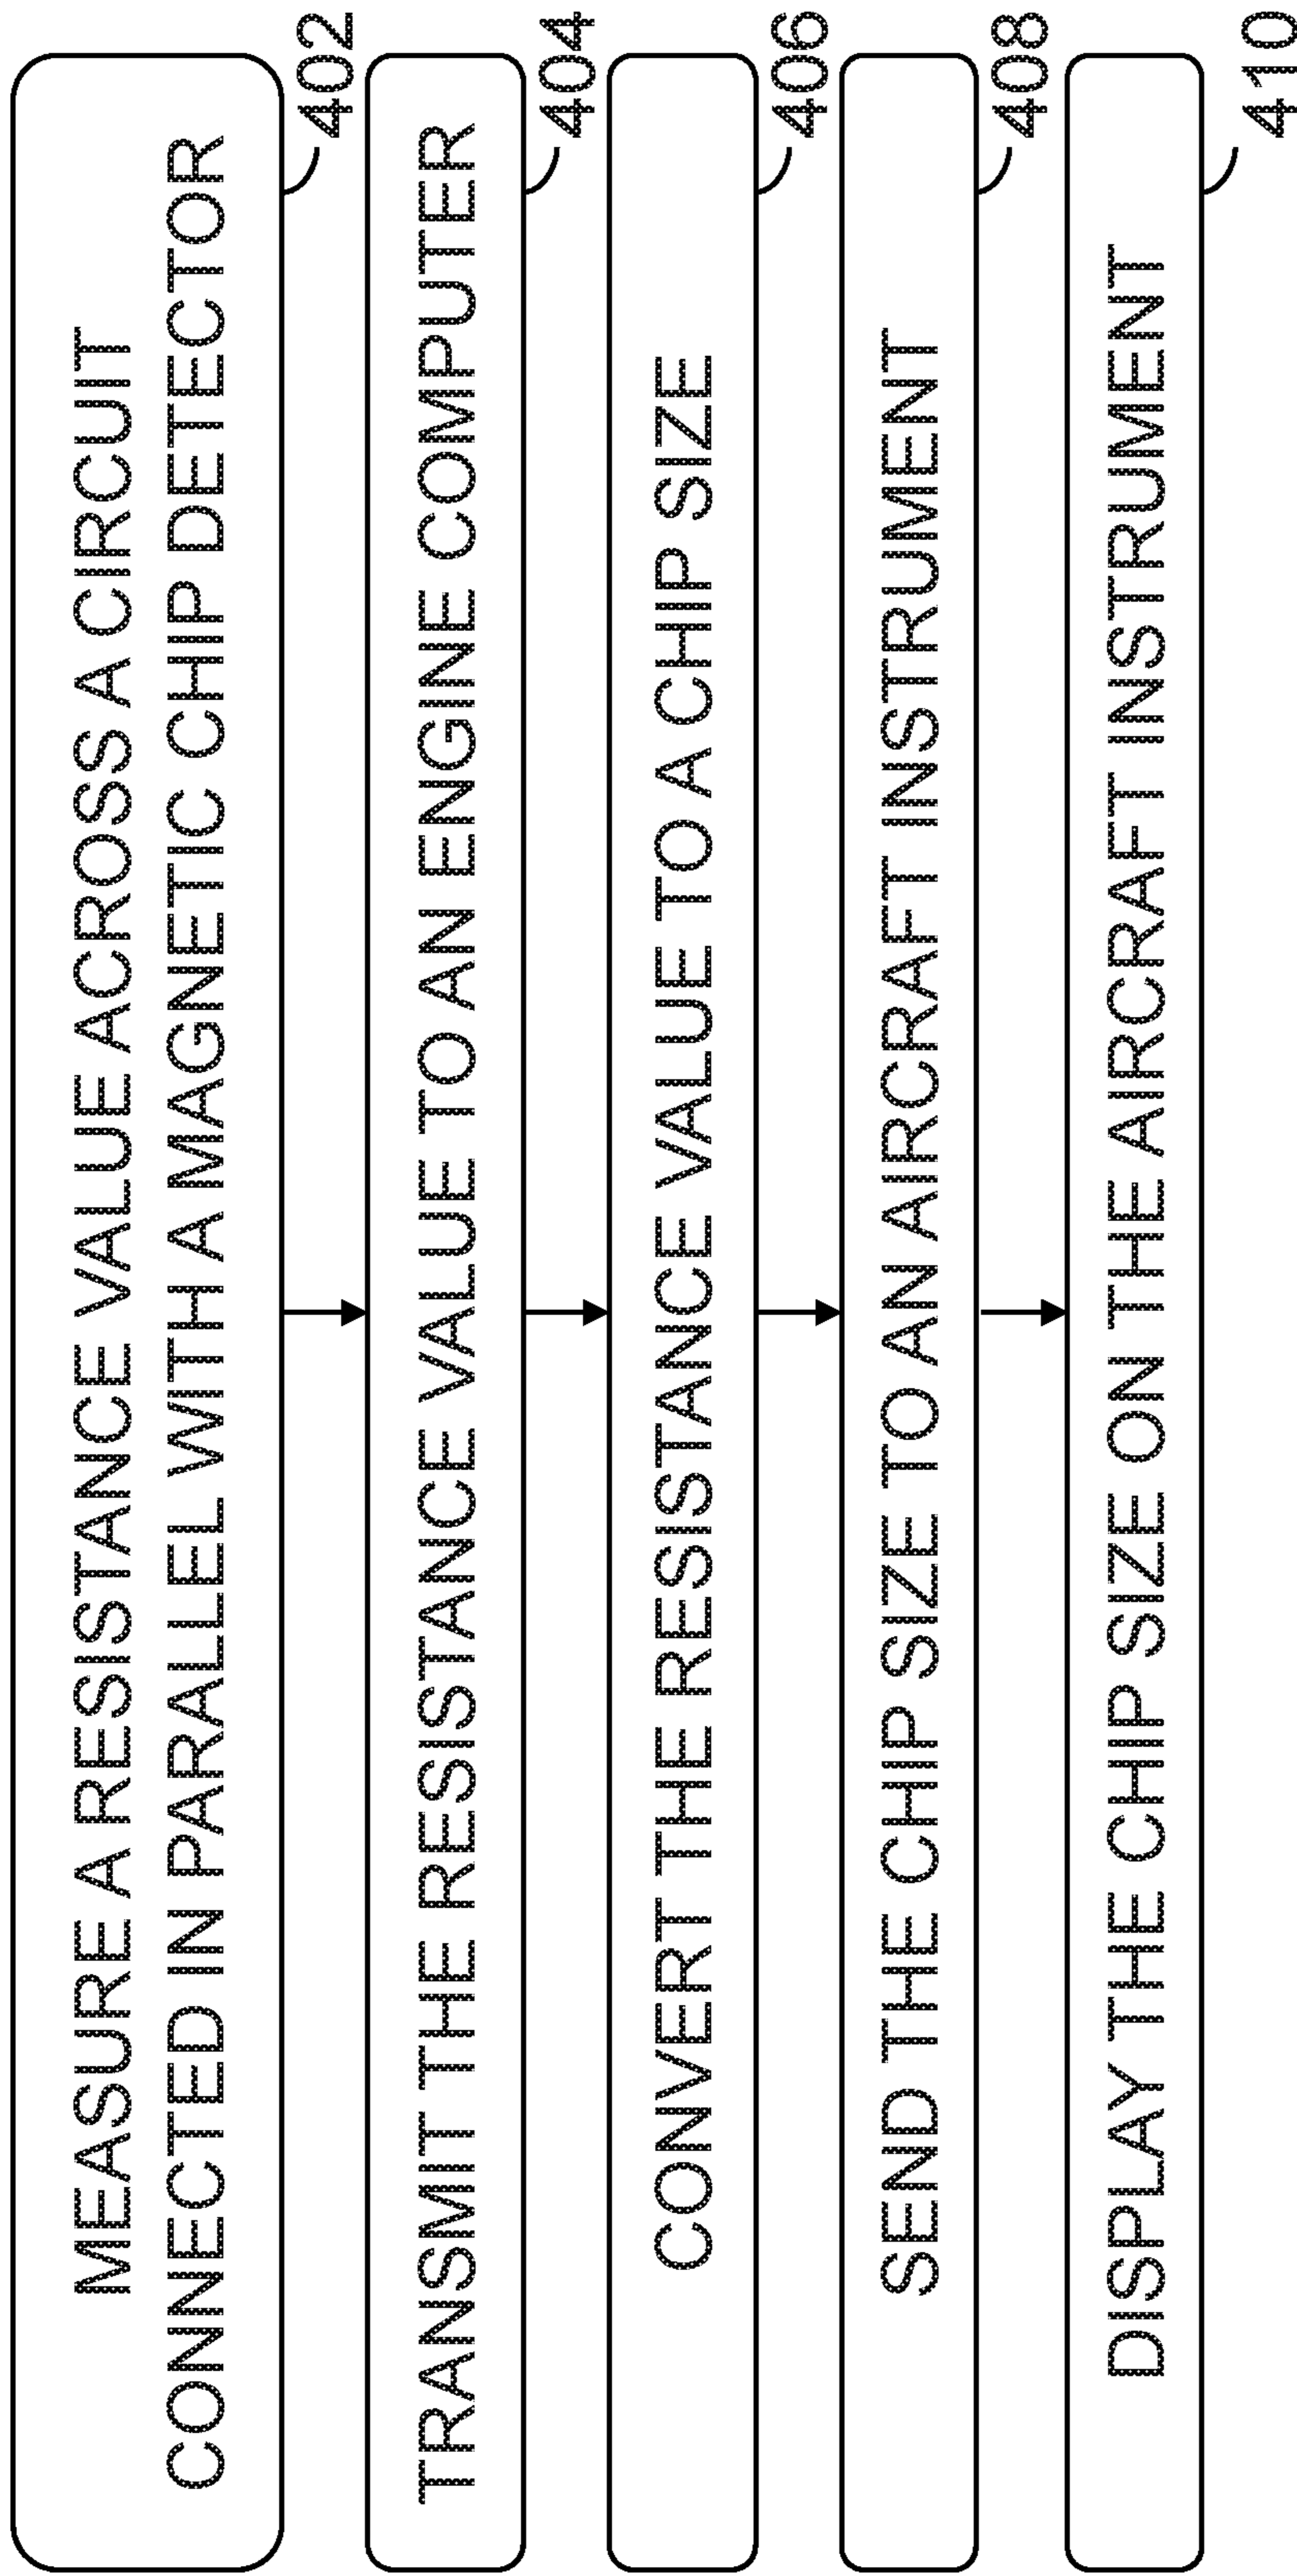 MEASURE A RESISTANCE VALUE ACROSS A CIRCUIT
CONNECTED IN PARALLEL WITH A MAGNETIC CHIP DETECTOR
402
TRANSMIT THE RESISTANCE VALUE TO AN ENGINE COMPUTER
404
CONVERT THE RESISTANCE VALUE TO A CHIP SIZE
406
SEND THE CHIP SIZE TO AN AIRCRAFT INSTRUMENT
408
DISPLAY THE CHIP SIZE ON THE AIRCRAFT INSTRUMENT
410